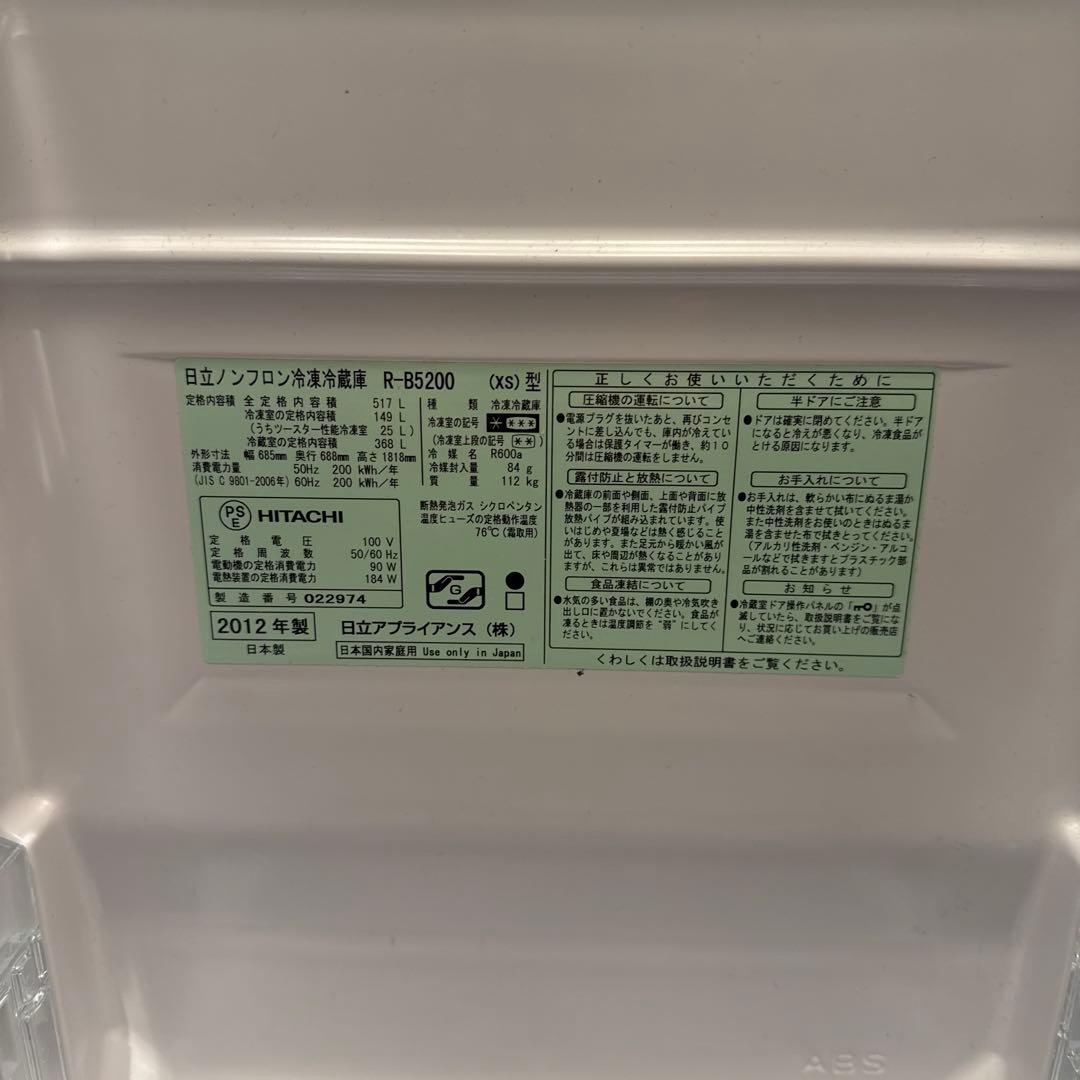 日立ノンフロン冷凍冷蔵庫 R-B5200 (XS)型
定格内容積 全定格内容積 517 L
冷凍室の定格内容積 149 L
(うちツースター性能冷凍室 25 L)
冷蔵室の定格内容積 368 L
外形寸法 幅 685mm 奥行 688mm 高さ 1818mm
消費電力量 50Hz 200 kWh/年
(JIS C 9801-2006年) 60Hz 200 kWh/年
種類 冷凍冷蔵庫
冷凍室の記号 * ***
(冷凍室上段の記号 **)
冷媒名 R600a
冷媒封入量 84 g
質量 112 kg
断熱発泡ガス シクロペンタン
温度ヒューズの定格動作温度
76℃(霜取用)
PS
E
HITACHI
定格電圧 100 V
定格周波数 50/60 Hz
電動機の定格消費電力 90 W
電熱装置の定格消費電力 184 W
製造番号 022974
G
2012年製
日立アプライアンス(株)
日本製
日本国内家庭用 Use only in Japan
正しくお使いいただくために
圧縮機の運転について
●電源プラグを抜いたあと、再びコンセ
ントに差し込んでも、庫内が冷えてい
る場合は保護タイマーが働き、約10
分間は圧縮機の運転をしません。
露付防止と放熱について
●冷蔵庫の前面や側面、上面や背面に放
熱器の一部を利用した露付防止パイプ
放熱パイプが組み込まれています。使
いはじめや夏場などは熱く感じること
があります。また足元から暖かい風が
出て、床や周辺が熱くなることがあり
ますが、これらは異常ではありません。
食品凍結について
●水気の多い食品は、棚の奥や冷気吹き
出し口に置かないでください。食品が
凍るときは温度調節を“弱”にしてく
ださい。
半ドアにご注意
●ドアは確実に閉めてください。半ドア
になると冷えが悪くなり、冷凍食品が
とける原因になります。
お手入れについて
●お手入れは、軟らかい布にぬるま湯か
中性洗剤を含ませて拭いてください。
また中性洗剤をお使いのときはぬるま
湯を含ませた布で拭きとってください。
(アルカリ性洗剤・ベンジン・アルコ
ールなどで拭きますとプラスチック部
品が割れることがあります)
お知らせ
●冷蔵室ドア操作パネルの「」が点
滅していたら、取扱説明書をご覧にな
り、状況に応じてお買い上げの販売店
へご連絡ください。
くわしくは取扱説明書をご覧ください。
ABS